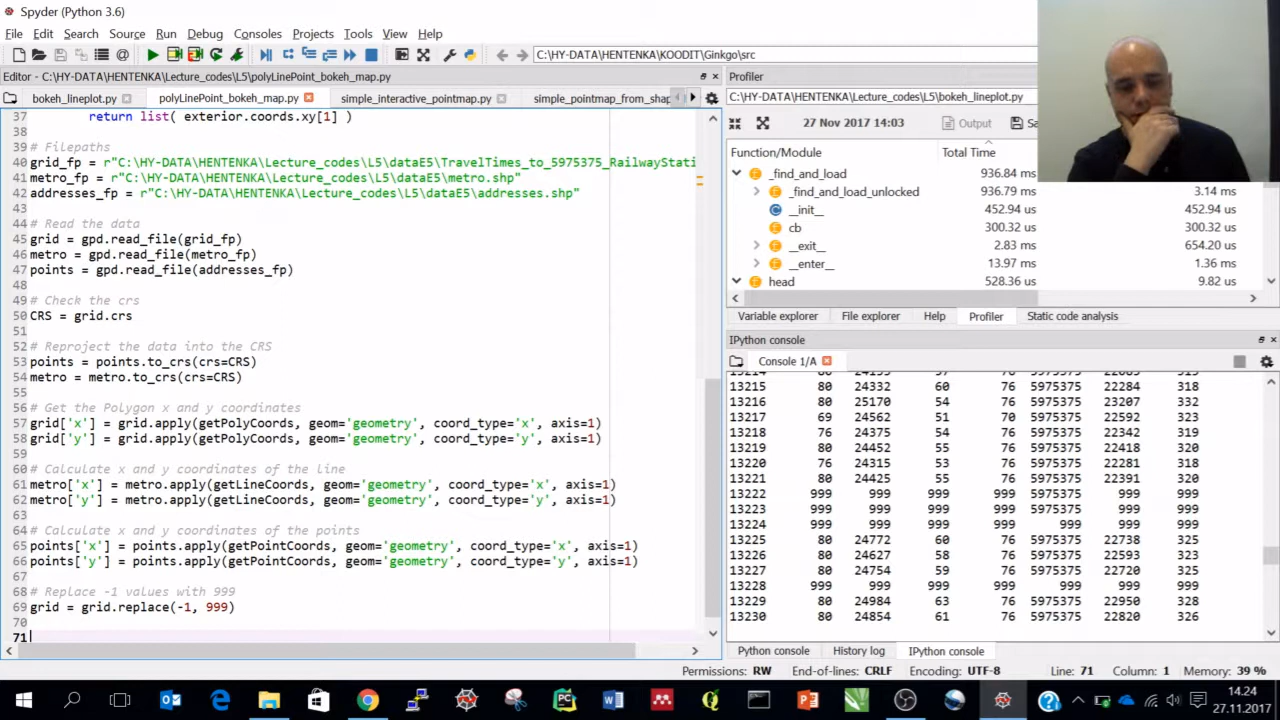 Spyder (Python 3.6)
File Edit Search Source Run Debug Consoles Projects Tools View Help
C:\HY-DATA\HENTENKA\KOODIT\Ginkgo\src
Editor - C:\HY-DATA\HENTENKA\Lecture_codes\L5\polyLinePoint_bokeh_map.py
bokeh_lineplot.py polyLinePoint_bokeh_map.py simple_interactive_pointmap.py simple_pointmap_from_shap
37 return list( exterior.coords.xy[1] )
38
39 # Filepaths
40 grid_fp = r"C:\HY-DATA\HENTENKA\Lecture_codes\L5\dataE5\TravelTimes_to_5975375_RailwayStati
41 metro_fp = r"C:\HY-DATA\HENTENKA\Lecture_codes\L5\dataE5\metro.shp"
42 addresses_fp = r"C:\HY-DATA\HENTENKA\Lecture_codes\L5\dataE5\addresses.shp"
43
44 # Read the data
45 grid = gpd.read_file(grid_fp)
46 metro = gpd.read_file(metro_fp)
47 points = gpd.read_file(addresses_fp)
48
49 # Check the crs
50 CRS = grid.crs
51
52 # Reproject the data into the CRS
53 points = points.to_crs(crs=CRS)
54 metro = metro.to_crs(crs=CRS)
55
56 # Get the Polygon x and y coordinates
57 grid['x'] = grid.apply(getPolyCoords, geom='geometry', coord_type='x', axis=1)
58 grid['y'] = grid.apply(getPolyCoords, geom='geometry', coord_type='y', axis=1)
59
60 # Calculate x and y coordinates of the line
61 metro['x'] = metro.apply(getLineCoords, geom='geometry', coord_type='x', axis=1)
62 metro['y'] = metro.apply(getLineCoords, geom='geometry', coord_type='y', axis=1)
63
64 # Calculate x and y coordinates of the points
65 points['x'] = points.apply(getPointCoords, geom='geometry', coord_type='x', axis=1)
66 points['y'] = points.apply(getPointCoords, geom='geometry', coord_type='y', axis=1)
67
68 # Replace -1 values with 999
69 grid = grid.replace(-1, 999)
70
71
Profiler
C:\HY-DATA\HENTENKA\Lecture_codes\L5\bokeh_lineplot.py
27 Nov 2017 14:03 Output Sa
Function/Module Total Time
_find_and_load 936.84 ms
_find_and_load_unlocked 936.79 ms 3.14 ms
__init__ 452.94 us 452.94 us
cb 300.32 us 300.32 us
__exit__ 2.83 ms 654.20 us
__enter__ 13.97 ms 1.36 ms
head 528.36 ms 9.82 ms
Variable explorer File explorer Help Profiler Static code analysis
IPython console
Console 1/A
13215 80 24332 60 76 5975375 22284 318
13216 80 25170 54 76 5975375 23207 332
13217 69 24562 51 70 5975375 22592 323
13218 76 24375 54 76 5975375 22342 319
13219 80 24452 55 76 5975375 22418 320
13220 76 24315 53 76 5975375 22281 318
13221 80 24425 55 76 5975375 22391 320
13222 999 999 999 999 5975375 999 999
13223 999 999 999 999 5975375 999 999
13224 999 999 999 999 999 999 999
13225 80 24772 60 76 5975375 22738 325
13226 80 24627 58 76 5975375 22593 323
13227 80 24754 59 76 5975375 22720 325
13228 999 999 999 999 999 999 999
13229 80 24984 63 76 5975375 22950 328
13230 80 24854 61 76 5975375 22820 326
Python console History log IPython console
Permissions: RW End-of-lines: CRLF Encoding: UTF-8 Line: 71 Column: 1 Memory: 39 %
14.24
27.11.2017